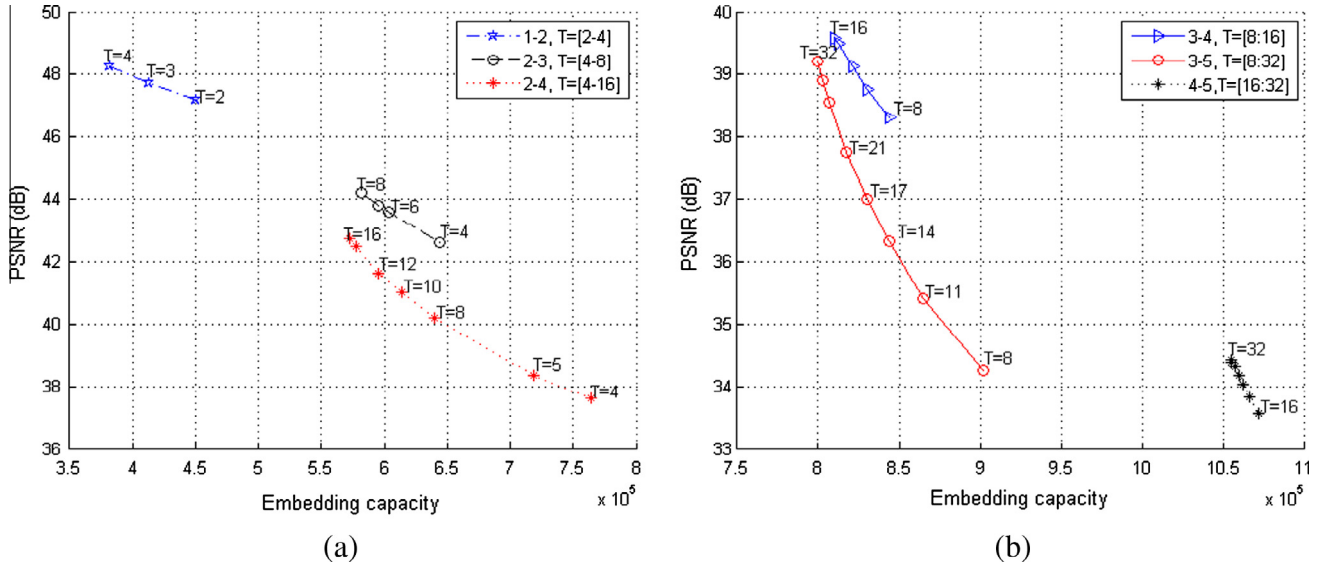 50
48
46
44
42
40
38
36
PSNR (dB)
3.5 4 4.5 5 5.5 6 6.5 7 7.5 8
Embedding capacity
x 10^5
1-2, T=[2-4]
2-3, T=[4-8]
2-4, T=[4-16]
T=4
T=3
T=2
T=8
T=6
T=4
T=16
T=12
T=10
T=8
T=5
T=4
(a)
40
39
38
37
36
35
34
33
PSNR (dB)
7.5 8 8.5 9 9.5 10 10.5 11
Embedding capacity
x 10^5
3-4, T=[8:16]
3-5, T=[8:32]
4-5,T=[16:32]
T=16
T=32
T=8
T=21
T=17
T=14
T=11
T=8
T=32
T=16
(b)